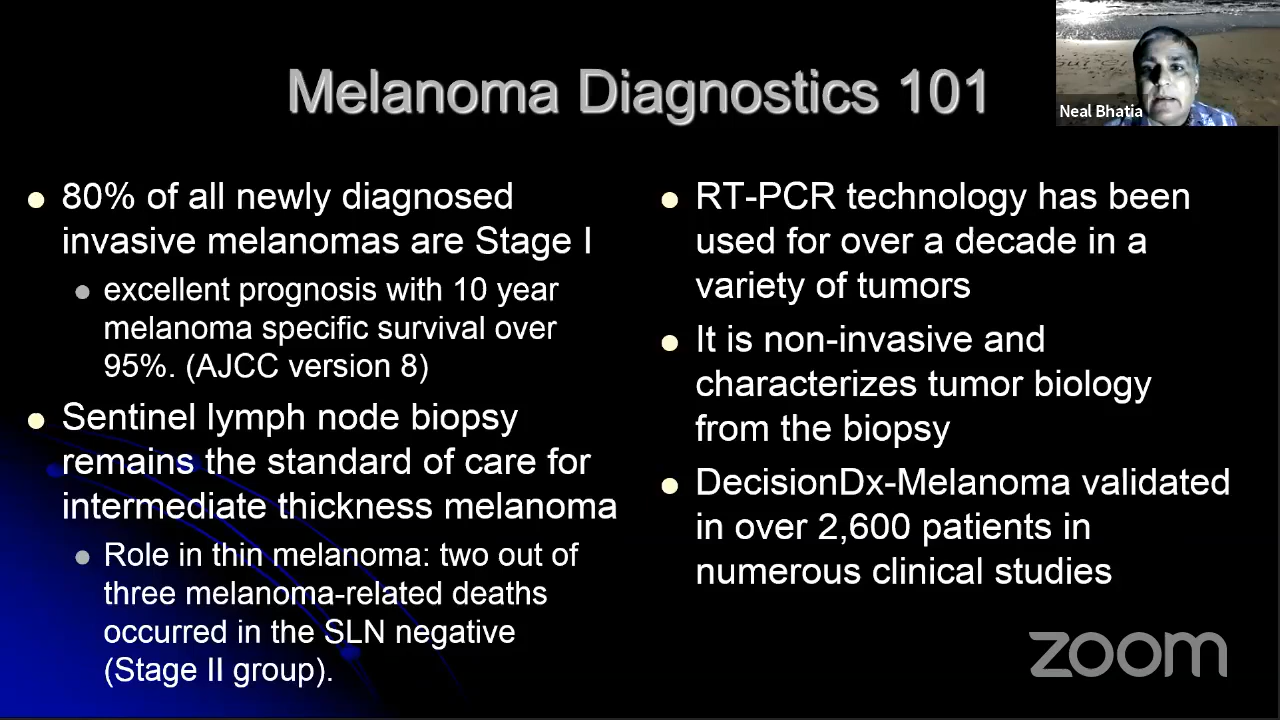 Melanoma Diagnostics 101
Neal Bhatia
80% of all newly diagnosed
invasive melanomas are Stage I
excellent prognosis with 10 year
melanoma specific survival over
95%. (AJCC version 8)
Sentinel lymph node biopsy
remains the standard of care for
intermediate thickness melanoma
Role in thin melanoma: two out of
three melanoma-related deaths
occurred in the SLN negative
(Stage II group).
RT-PCR technology has been
used for over a decade in a
variety of tumors
It is non-invasive and
characterizes tumor biology
from the biopsy
DecisionDx-Melanoma validated
in over 2,600 patients in
numerous clinical studies
zoom